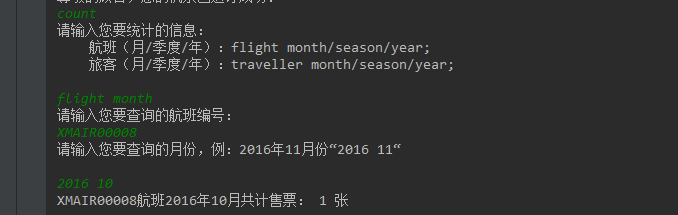 count
请输入您要统计的信息：
航班（月/季度/年）：flight month/season/year;
旅客（月/季度/年）：traveller month/season/year;
flight month
请输入您要查询的航班编号：
XMAIR00008
请输入您要查询的月份，例：2016年11月份“2016 11“
2016 10
XMAIR00008航班2016年10月共计售票： 1 张